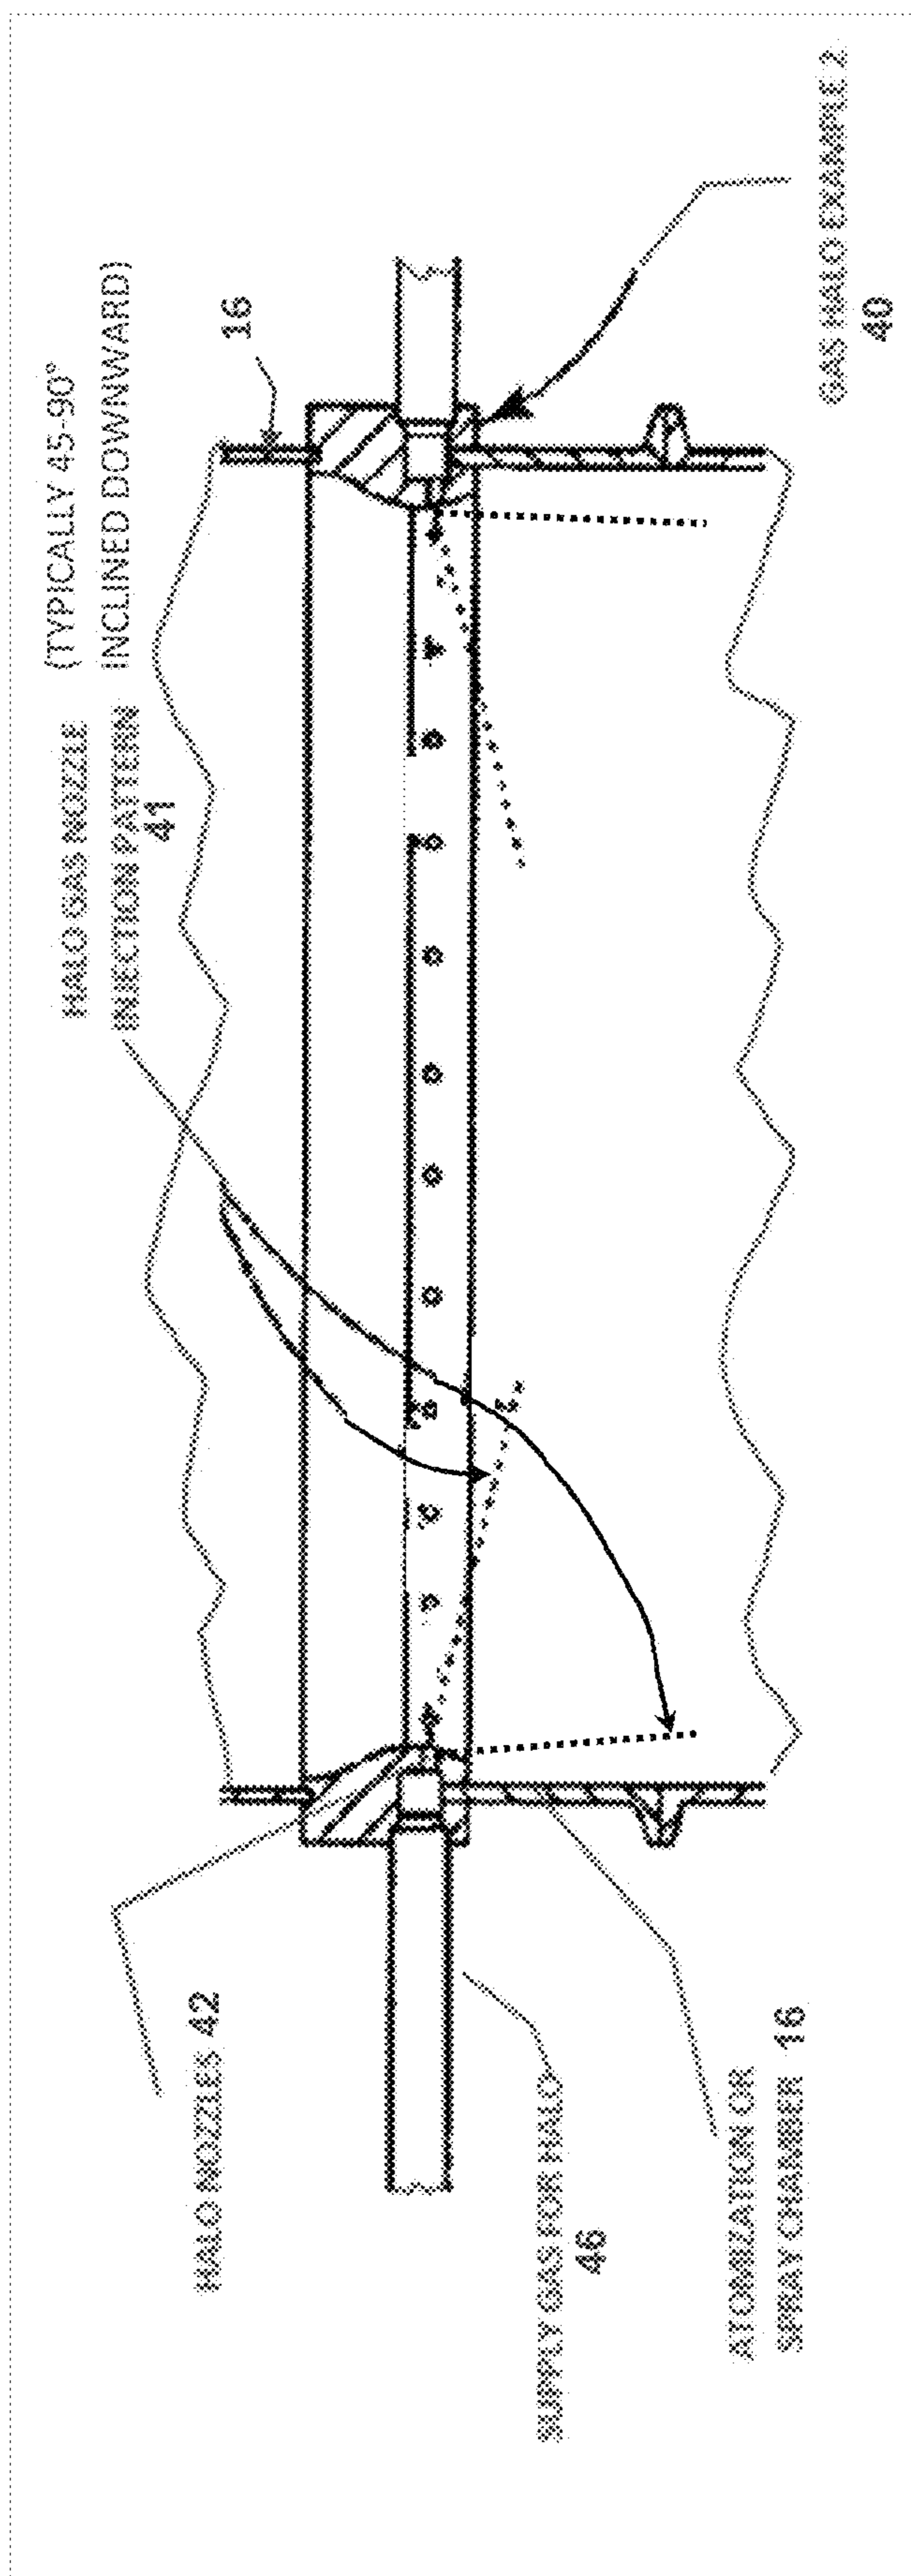 HALO GAS NOZZLE
INJECTION PATTERN
41
(TYPICALLY 45-90°
INCLINED DOWNWARD)
16
HALO NOZZLES 42
SUPPLY GAS FOR HALO
46
ATOMIZATION OR
SPRAY CHAMBER 16
GAS HALO EXAMPLE 2
40